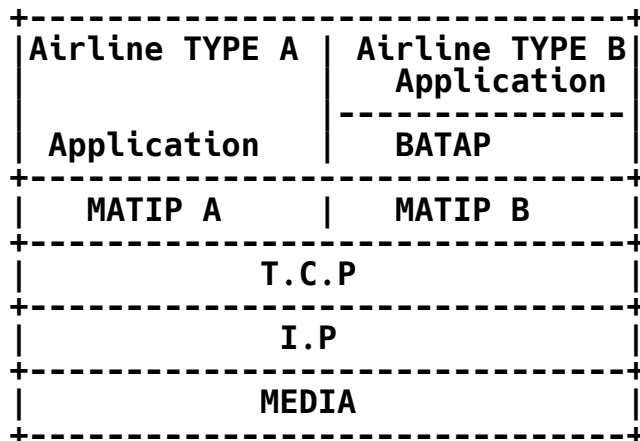 +-------------------------------+
|Airline TYPE A | Airline TYPE B|
|               |   Application |
|               |---------------|
| Application   |   BATAP       |
+-------------------------------+
|   MATIP A     |   MATIP B     |
+-------------------------------+
|            T.C.P              |
+-------------------------------+
|             I.P               |
+-------------------------------+
|            MEDIA              |
+-------------------------------+